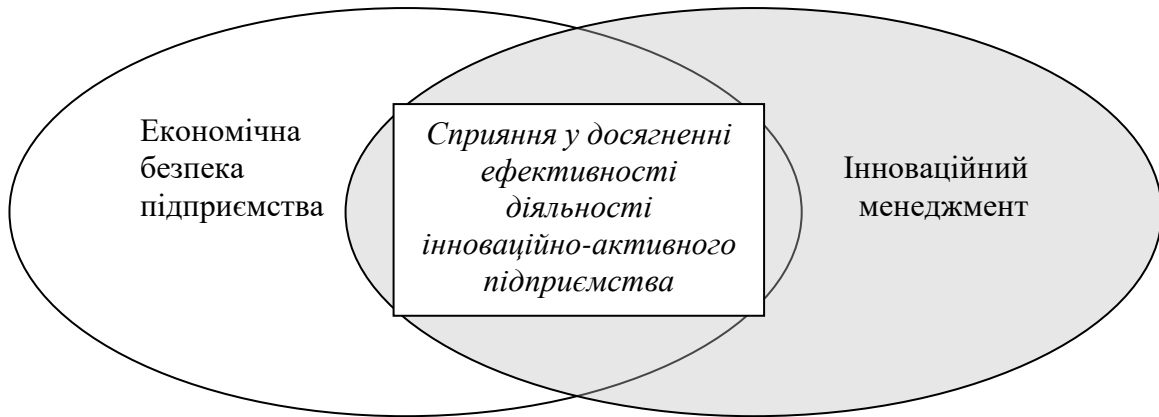 Економічна
безпека
підприємства
Сприяння у досягненні
ефективності
діяльності
інноваційно-активного
підприємства
Інноваційний
менеджмент